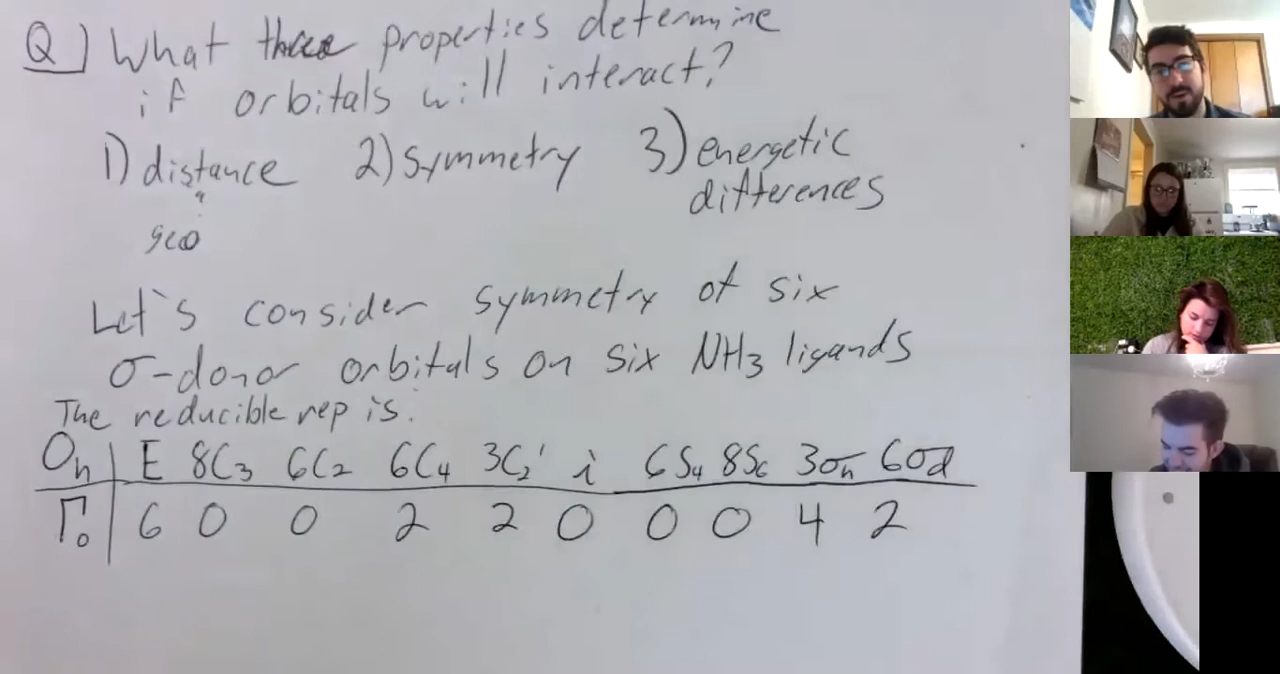 Q) What three properties determine
if orbitals will interact?
1) distance 2) Symmetry 3) energetic
differences
geo
Let's consider symmetry of six
σ-donor orbitals on six NH3 ligands
The reducible rep is:
Oh | E 8C3 6C2 6C4 3C2' i 6S4 8S6 3σh 6σd
Γσ | 6 0 0 2 2 0 0 0 4 2